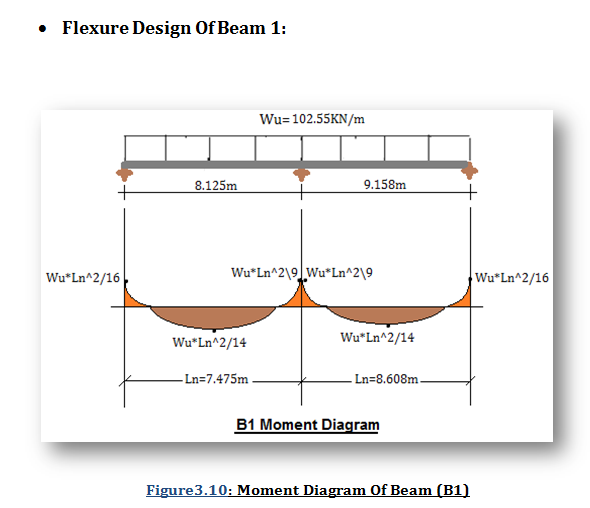 • Flexure Design Of Beam 1:
Wu=102.55KN/m
8.125m 9.158m
Wu*Ln^2/16 Wu*Ln^2\9 Wu*Ln^2\9 Wu*Ln^2/16
Wu*Ln^2/14 Wu*Ln^2/14
Ln=7.475m Ln=8.608m
B1 Moment Diagram
Figure3.10: Moment Diagram Of Beam (B1)